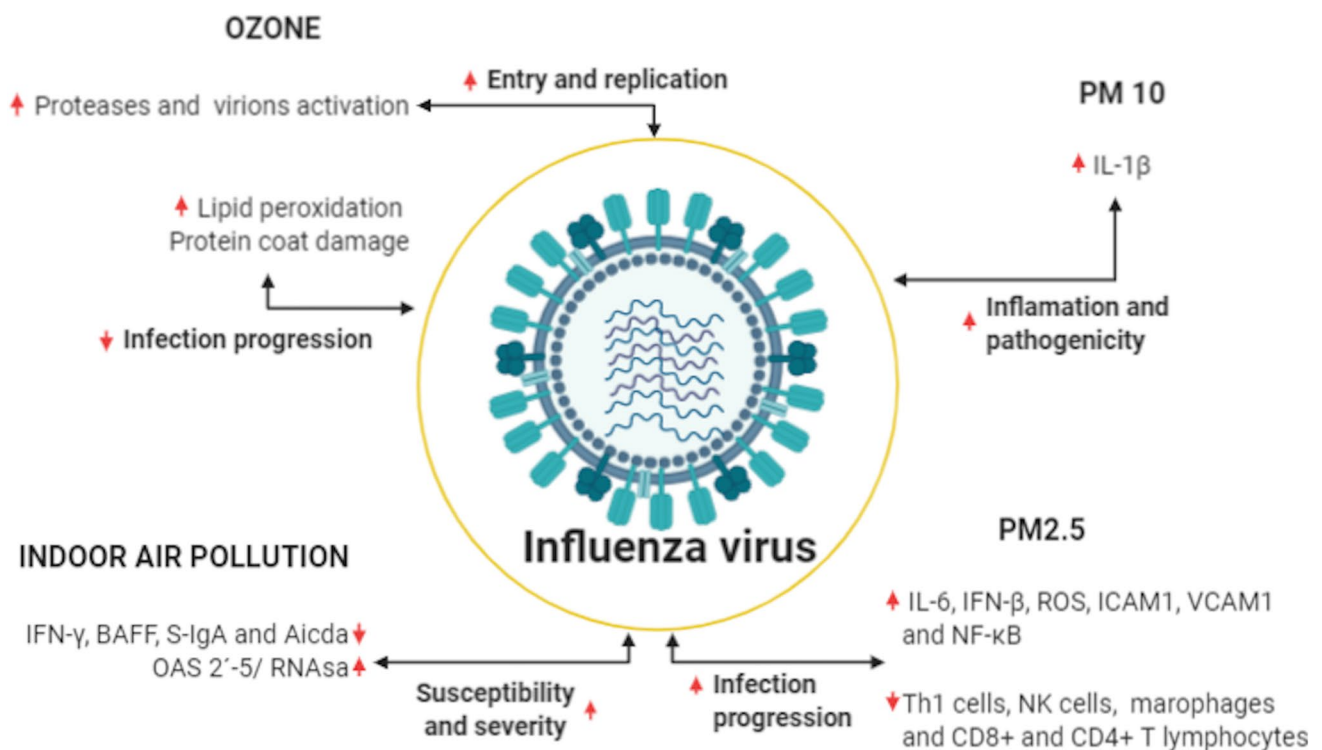 OZONE
Entry and replication
Proteases and virions activation
PM 10
IL-1β
Lipid peroxidation
Protein coat damage
Inflamation and
pathogenicity
Infection progression
Influenza virus
INDOOR AIR POLLUTION
PM2.5
IFN-γ, BAFF, S-IgA and Aicda
OAS 2´-5/ RNAsa
IL-6, IFN-β, ROS, ICAM1, VCAM1
and NF-κB
Susceptibility
and severity
Infection
progression
Th1 cells, NK cells, marophages
and CD8+ and CD4+ T lymphocytes